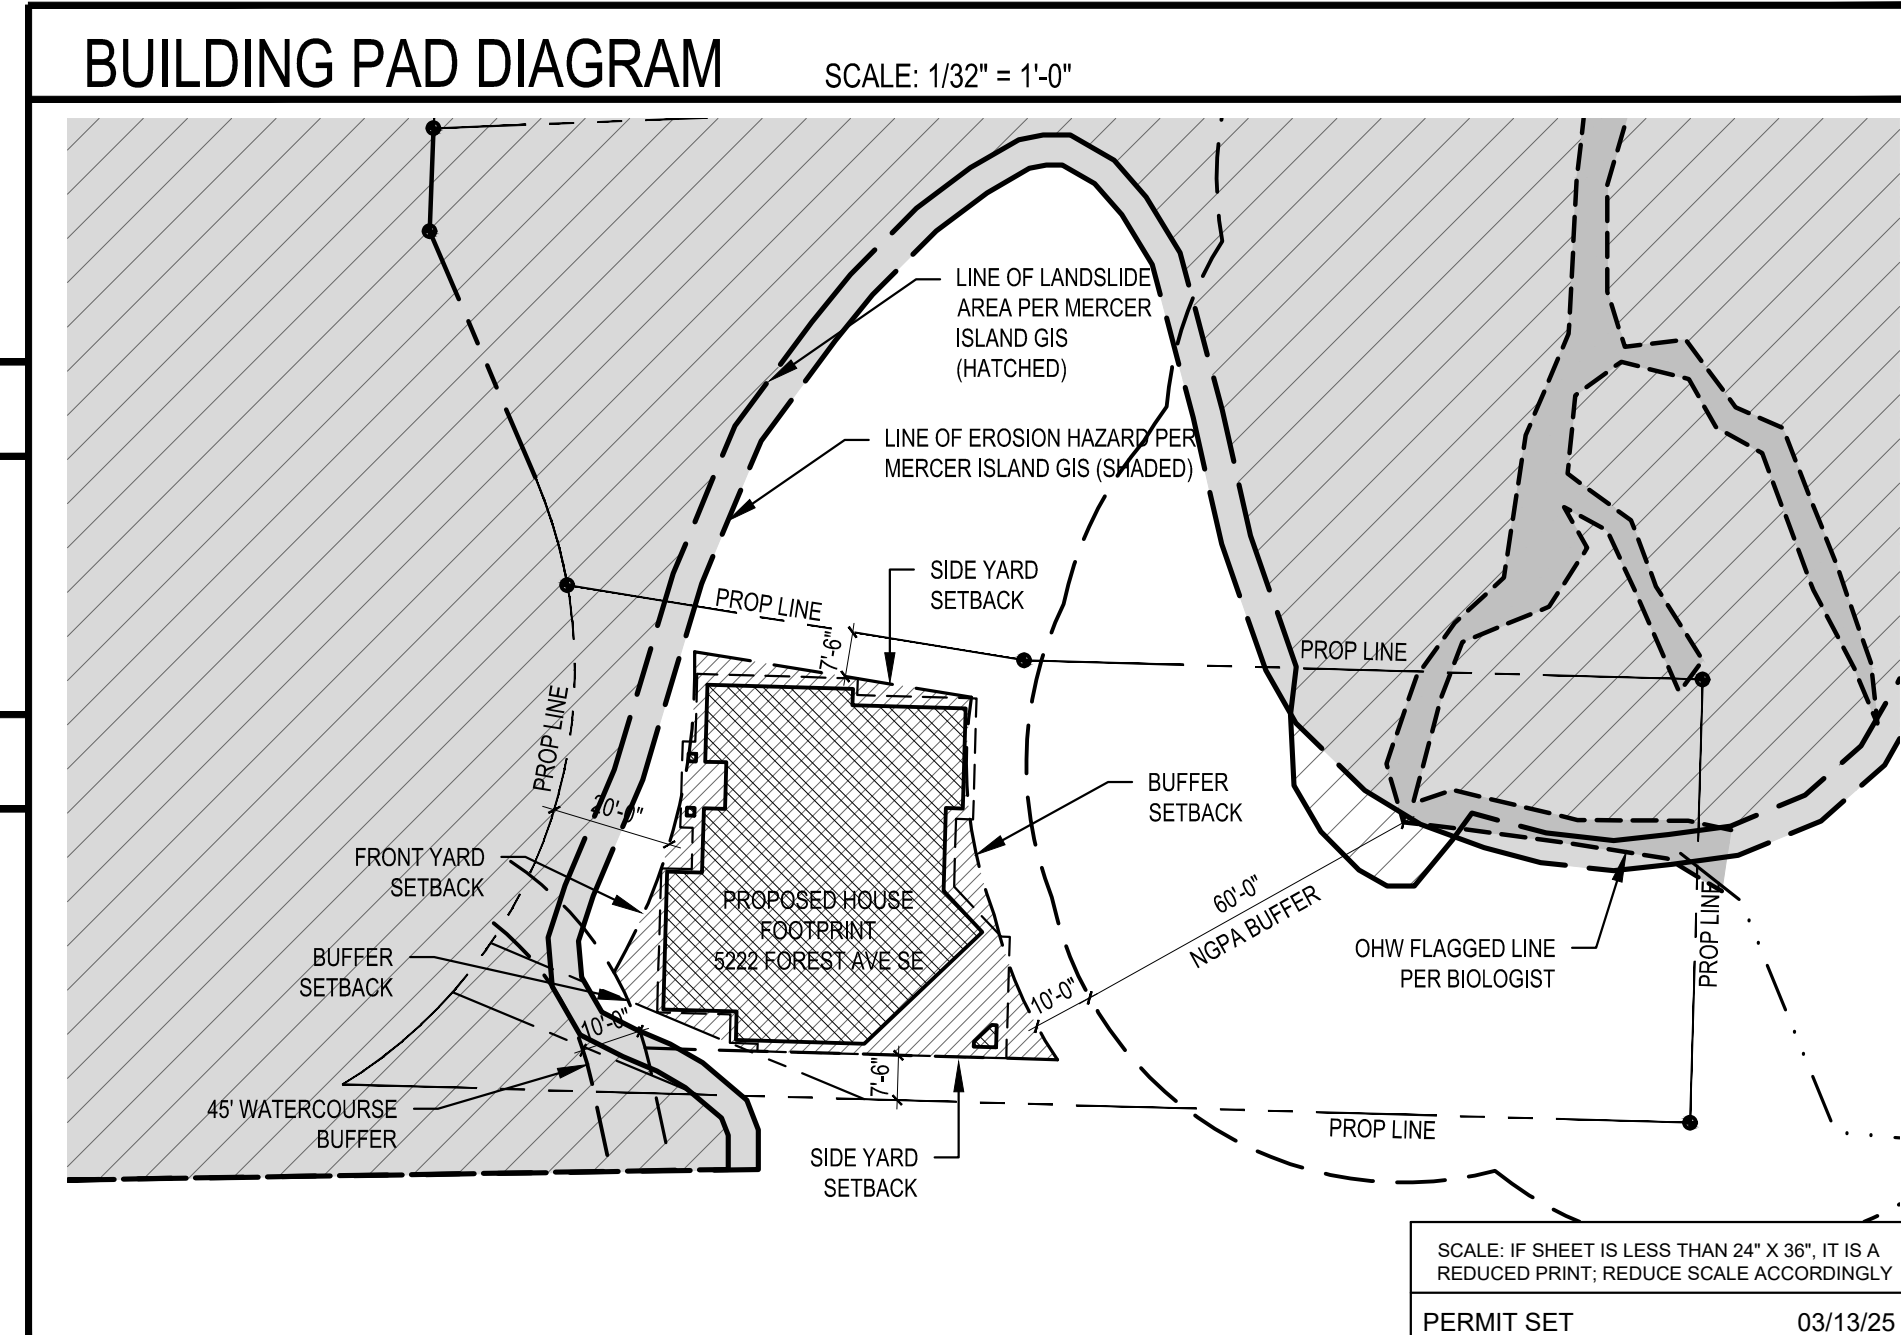 BUILDING PAD DIAGRAM
SCALE: 1/32" = 1'-0"
LINE OF LANDSLIDE
AREA PER MERCER
ISLAND GIS
(HATCHED)
LINE OF EROSION HAZARD PER
MERCER ISLAND GIS (SHADED)
SIDE YARD
SETBACK
PROP LINE
7'-6"
PROP LINE
PROP LINE
20'-0"
BUFFER
SETBACK
FRONT YARD
SETBACK
PROPOSED HOUSE
FOOTPRINT
5222 FOREST AVE SE
60'-0"
NGPA BUFFER
OHW FLAGGED LINE
PER BIOLOGIST
PROP LINE
BUFFER
SETBACK
10'-0"
10'-0"
7'-6"
45' WATERCOURSE
BUFFER
PROP LINE
SIDE YARD
SETBACK
SCALE: IF SHEET IS LESS THAN 24" X 36", IT IS A
REDUCED PRINT; REDUCE SCALE ACCORDINGLY
PERMIT SET 03/13/25